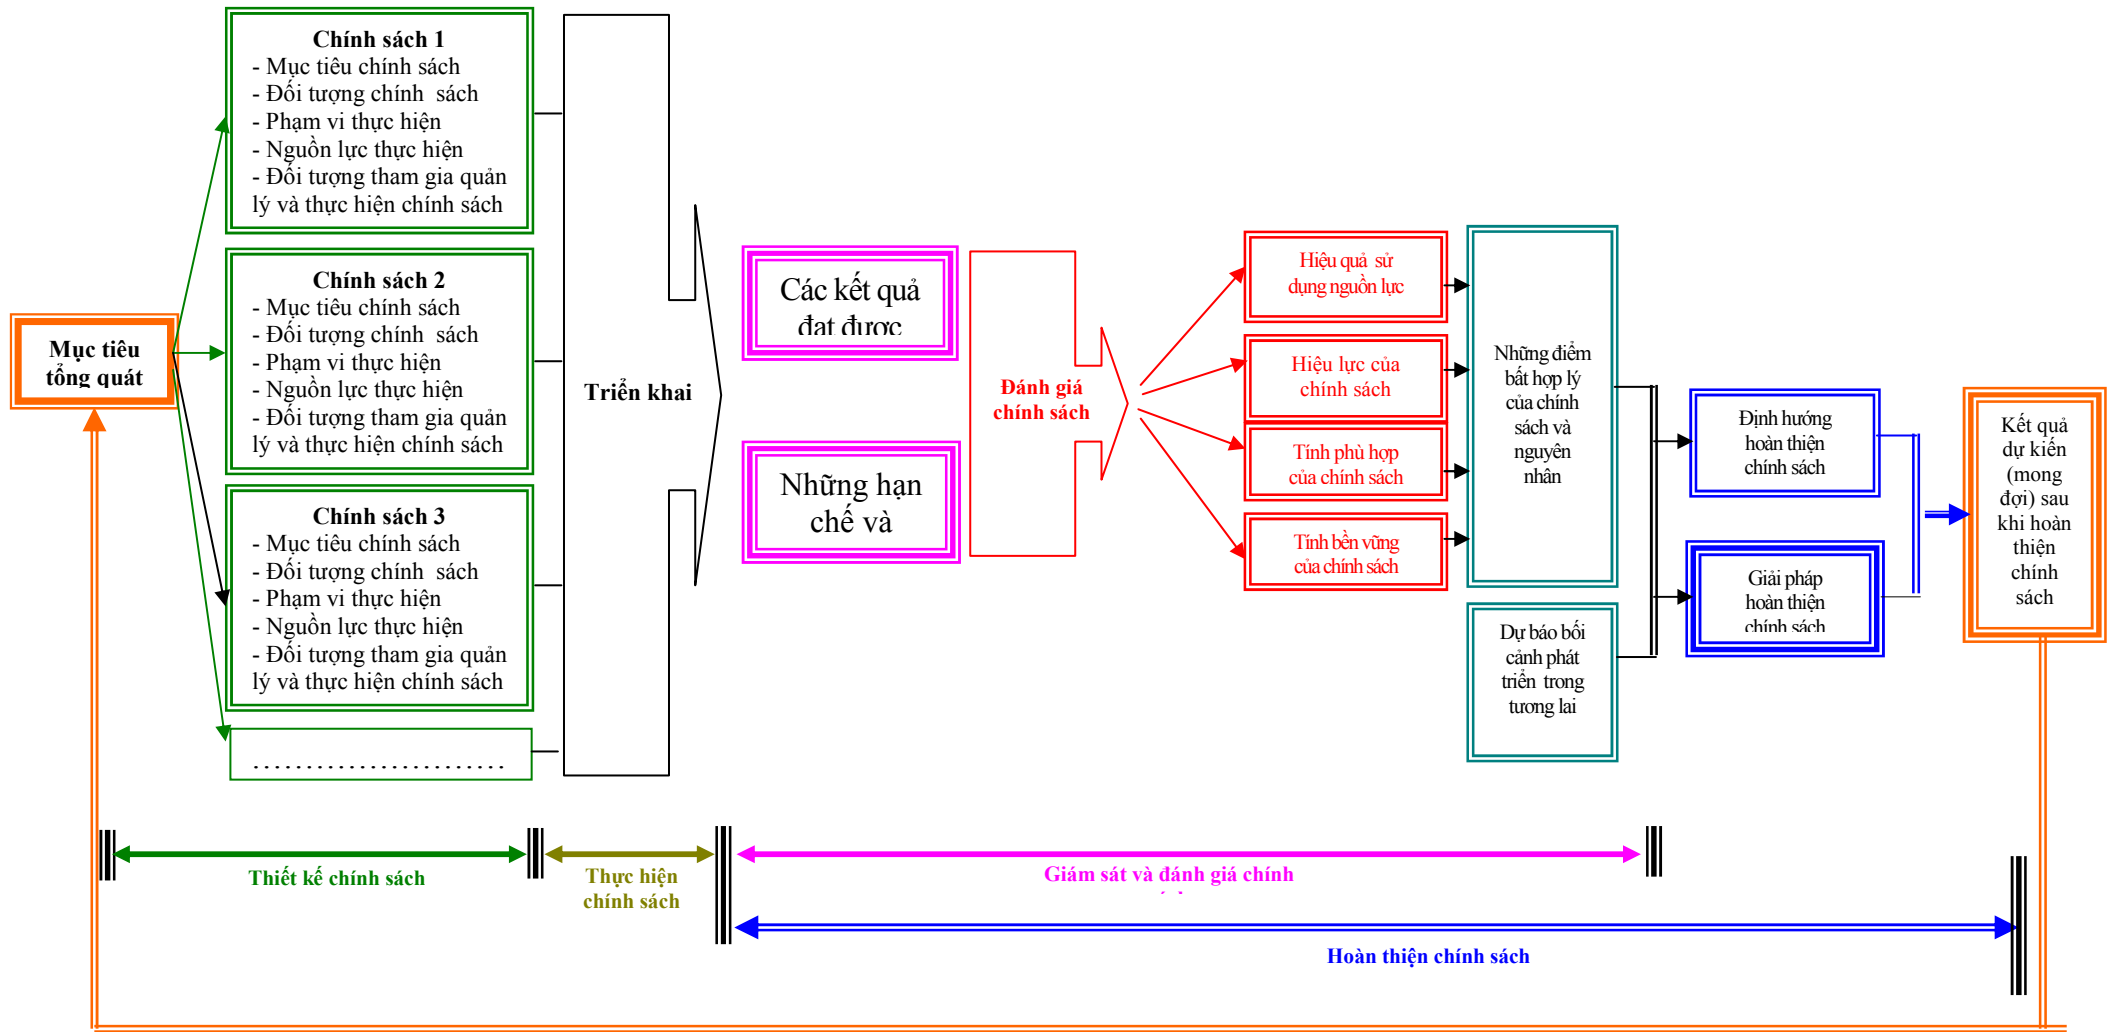 Mục tiêu
tổng quát
Chính sách 1
- Mục tiêu chính sách
- Đối tượng chính sách
- Phạm vi thực hiện
- Nguồn lực thực hiện
- Đối tượng tham gia quản
lý và thực hiện chính sách
Chính sách 2
- Mục tiêu chính sách
- Đối tượng chính sách
- Phạm vi thực hiện
- Nguồn lực thực hiện
- Đối tượng tham gia quản
lý và thực hiện chính sách
Chính sách 3
- Mục tiêu chính sách
- Đối tượng chính sách
- Phạm vi thực hiện
- Nguồn lực thực hiện
- Đối tượng tham gia quản
lý và thực hiện chính sách
. . . . . . . . . . . . . . . . . . . . . . .
Triển khai
Các kết quả
đạt được
Những hạn
chế và
Đánh giá
chính sách
Hiệu quả sử
dụng nguồn lực
Hiệu lực của
chính sách
Tính phù hợp
của chính sách
Tính bền vững
của chính sách
Những điểm
bất hợp lý
của chính
sách và
nguyên
nhân
Dự báo bối
cảnh phát
triển trong
tương lai
Định hướng
hoàn thiện
chính sách
Giải pháp
hoàn thiện
chính sách
Kết quả
dự kiến
(mong
đợi) sau
khi hoàn
thiện
chính
sách
Thiết kế chính sách
Thực hiện
chính sách
Giám sát và đánh giá chính
Hoàn thiện chính sách